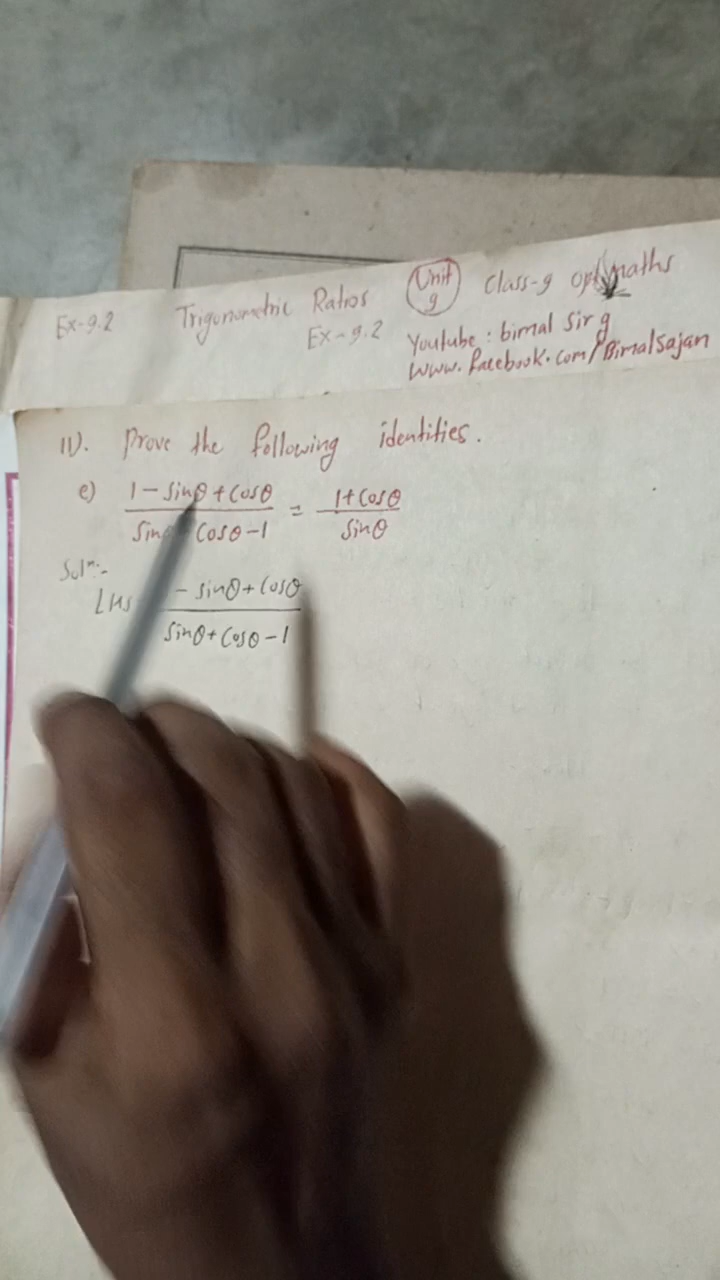 Ex-9.2 Trigonometric Ratios Unit 9 Class-9 Opt maths
Ex-9.2 Youtube: bimal Sir g
www.facebook.com/Bimalsajan
11). Prove the following identities.
e) 1-sinθ+cosθ / sinθ cosθ-1 = 1+cosθ / sinθ
Solⁿ:-
LHS - sinθ+cosθ / sinθ+cosθ-1